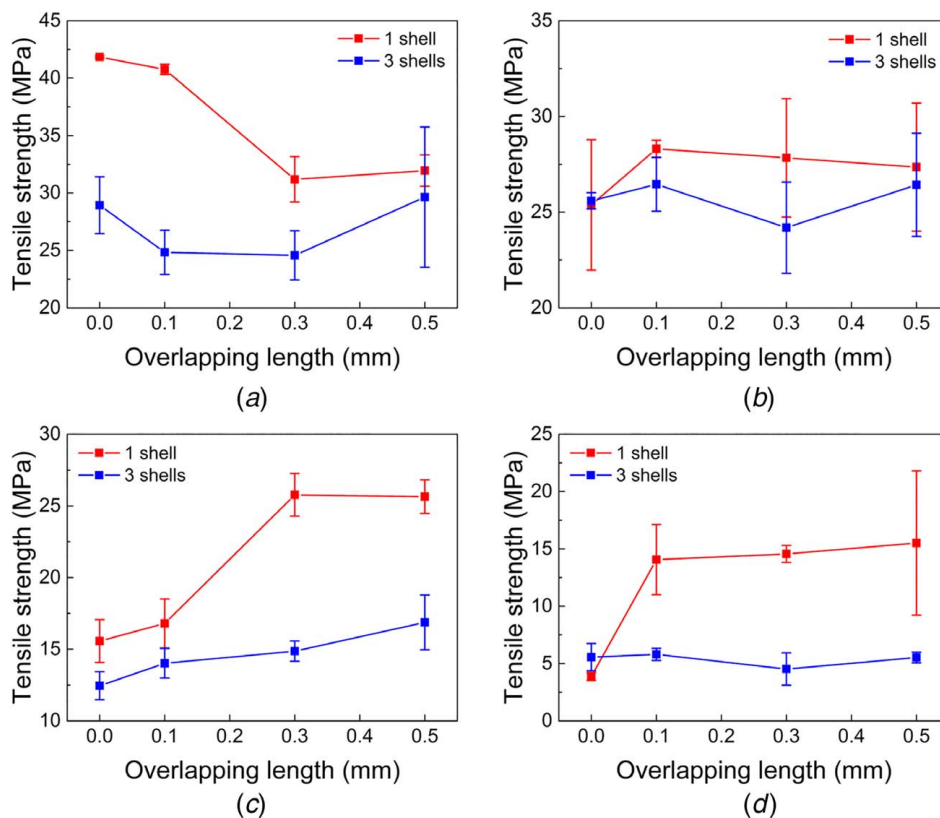 45
40
35
30
25
20
Tensile strength (MPa)
1 shell
3 shells
0.0 0.1 0.2 0.3 0.4 0.5
Overlapping length (mm)
(a)
35
30
25
20
Tensile strength (MPa)
1 shell
3 shells
0.0 0.1 0.2 0.3 0.4 0.5
Overlapping length (mm)
(b)
30
25
20
15
10
Tensile strength (MPa)
1 shell
3 shells
0.0 0.1 0.2 0.3 0.4 0.5
Overlapping length (mm)
(c)
25
20
15
10
5
0
Tensile strength (MPa)
1 shell
3 shells
0.0 0.1 0.2 0.3 0.4 0.5
Overlapping length (mm)
(d)